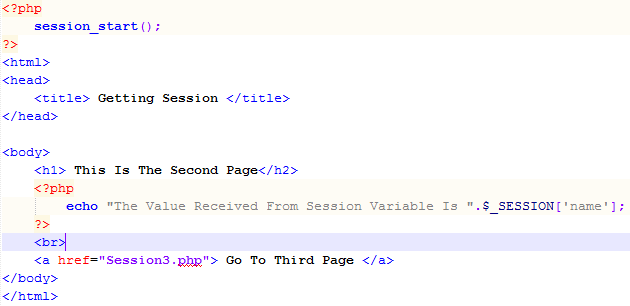 <?php
session_start();
?>
<html>
<head>
<title> Getting Session </title>
</head>
<body>
<h1> This Is The Second Page</h2>
<?php
echo "The Value Received From Session Variable Is ".$_SESSION['name'];
?>
<br>
<a href="Session3.php"> Go To Third Page </a>
</body>
</html>